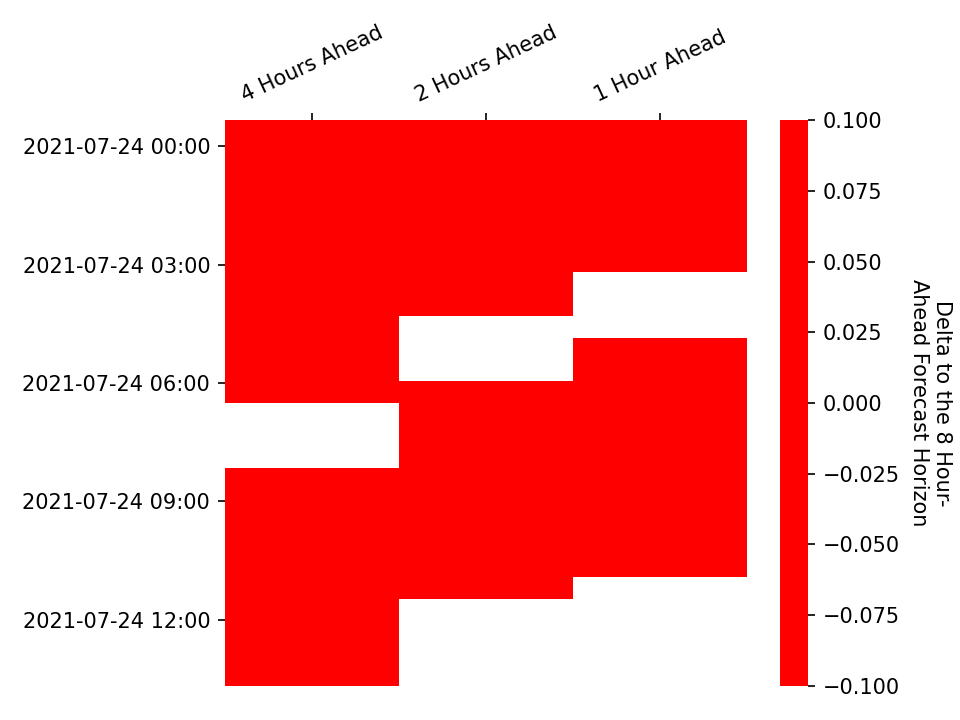 4 Hours Ahead
2 Hours Ahead
1 Hour Ahead
2021-07-24 00:00
2021-07-24 03:00
2021-07-24 06:00
2021-07-24 09:00
2021-07-24 12:00
0.100
0.075
0.050
0.025
0.000
−0.025
−0.050
−0.075
−0.100
Delta to the 8 Hour-
Ahead Forecast Horizon